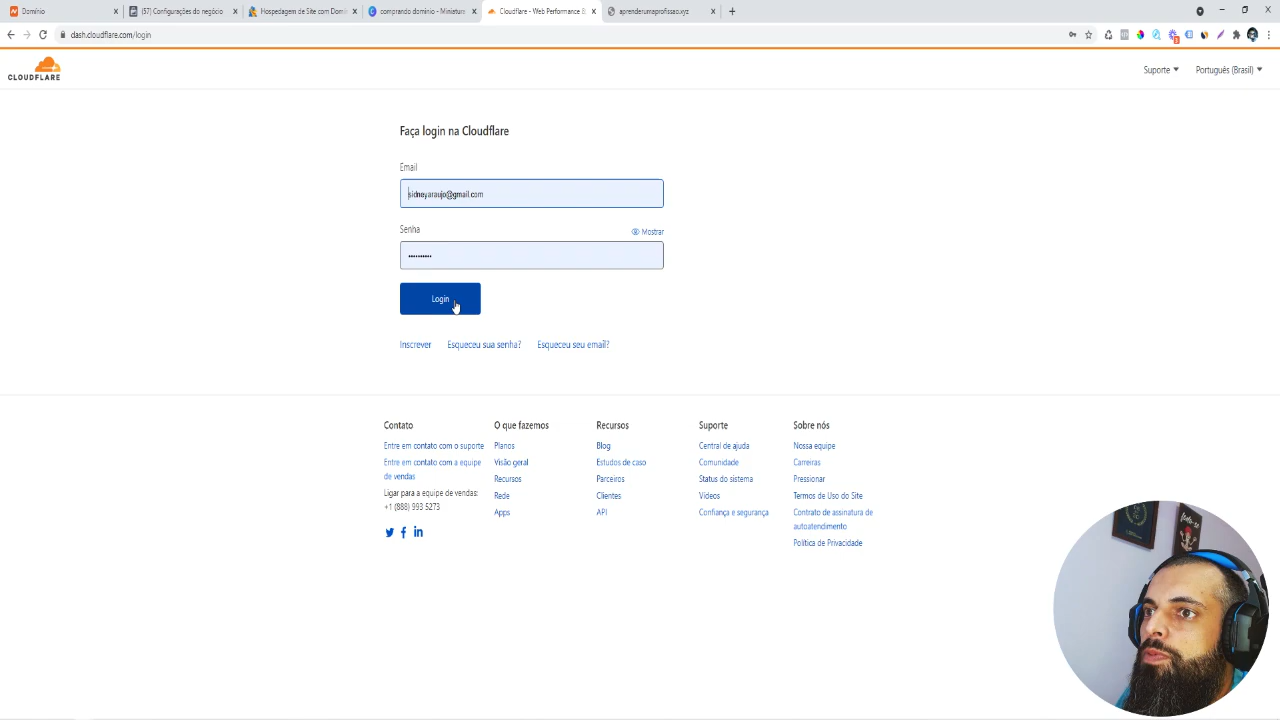 Domínio
(57) Configurações do negócio
Hospedagem de Site com Domí
comprando dominio - Miniatura
Cloudflare - Web Performance &
aprenderumaprofissao.xyz
dash.cloudflare.com/login
CLOUDFLARE
Suporte
Português (Brasil)
Faça login na Cloudflare
Email
sidneyaraujo@gmail.com
Senha
Mostrar
••••••••••
Login
Inscrever
Esqueceu sua senha?
Esqueceu seu email?
Contato
Entre em contato com o suporte
Entre em contato com a equipe
de vendas
Ligar para a equipe de vendas:
+1 (888) 993 5273
O que fazemos
Planos
Visão geral
Recursos
Rede
Apps
Recursos
Blog
Estudos de caso
Parceiros
Clientes
API
Suporte
Central de ajuda
Comunidade
Status do sistema
Vídeos
Confiança e segurança
Sobre nós
Nossa equipe
Carreiras
Pressionar
Termos de Uso do Site
Contrato de assinatura de
autoatendimento
Política de Privacidade